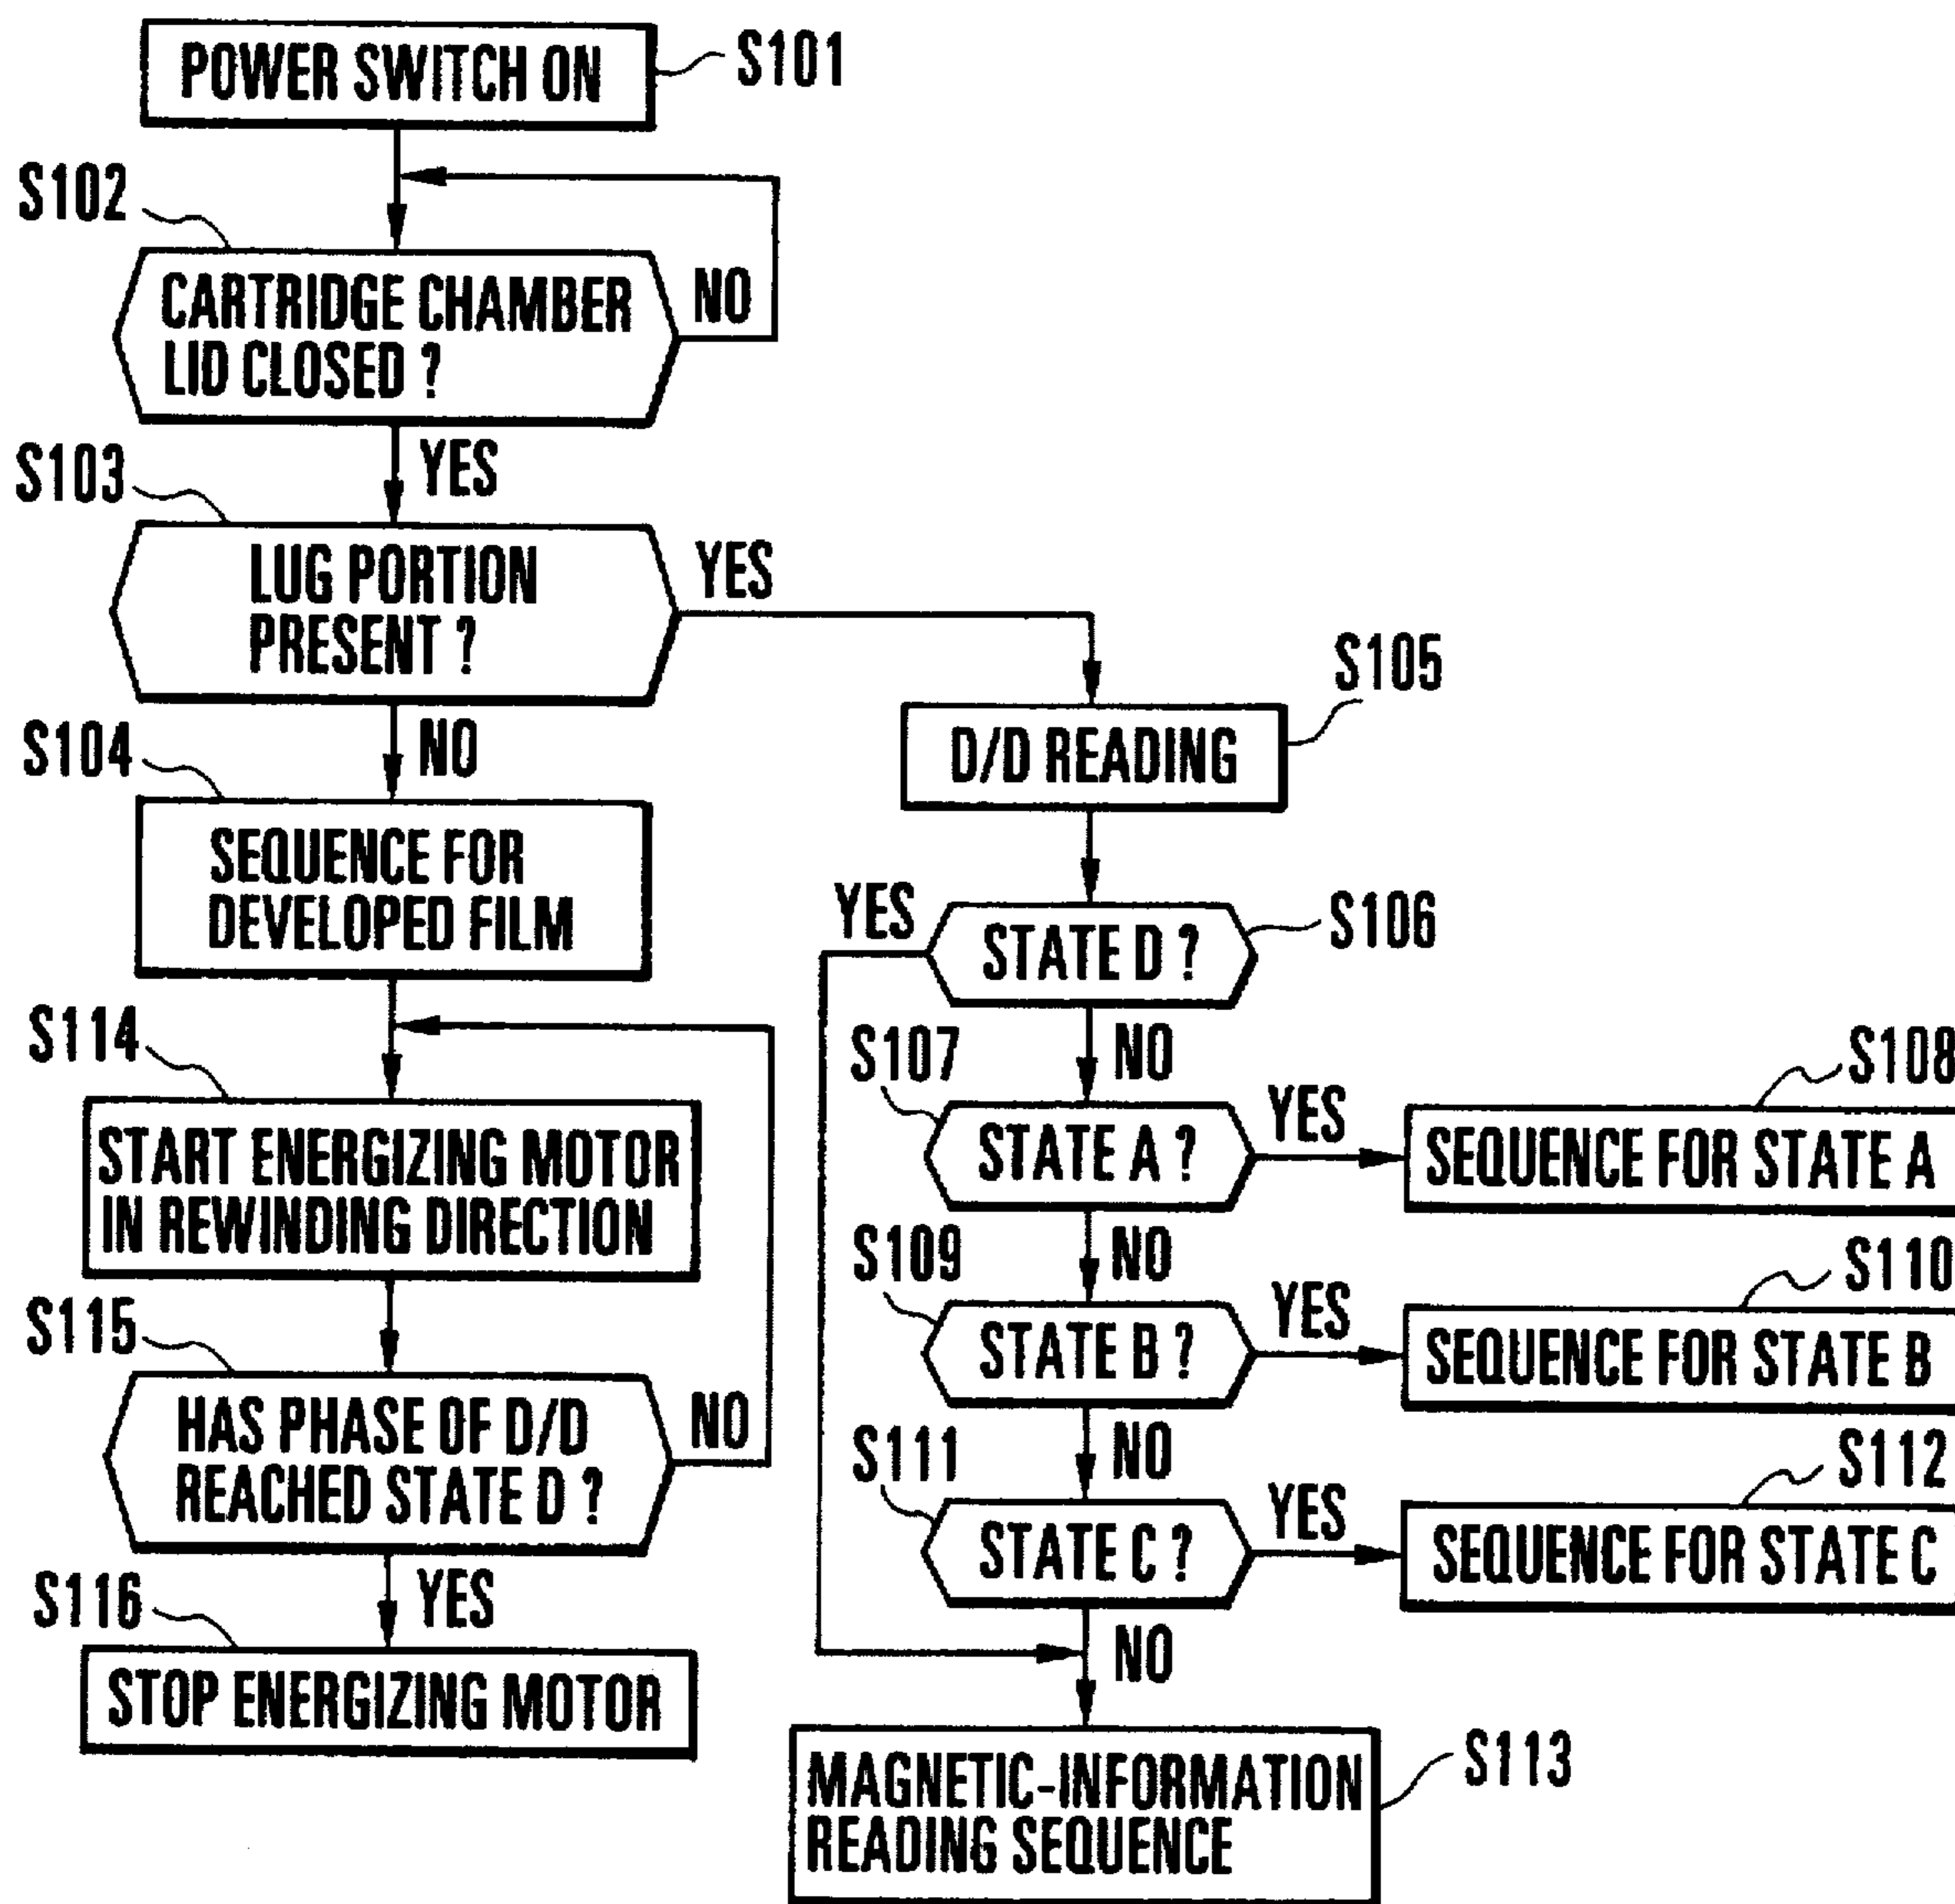 POWER SWITCH ON
S101
S102
CARTRIDGE CHAMBER
LID CLOSED ?
NO
YES
S103
LUG PORTION
PRESENT ?
YES
NO
S104
SEQUENCE FOR
DEVELOPED FILM
S114
START ENERGIZING MOTOR
IN REWINDING DIRECTION
S115
HAS PHASE OF D/D
REACHED STATE D ?
NO
YES
S116
STOP ENERGIZING MOTOR
S105
D/D READING
YES
STATE D ?
S106
NO
S107
STATE A ?
YES
S108
SEQUENCE FOR STATE A
NO
S109
STATE B ?
YES
S110
SEQUENCE FOR STATE B
NO
S111
STATE C ?
YES
S112
SEQUENCE FOR STATE C
NO
MAGNETIC-INFORMATION
READING SEQUENCE
S113